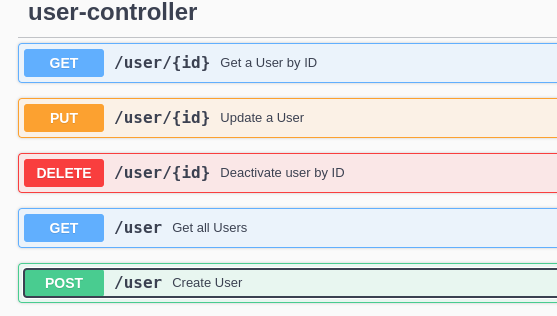 user-controller
GET /user/{id} Get a User by ID
PUT /user/{id} Update a User
DELETE /user/{id} Deactivate user by ID
GET /user Get all Users
POST /user Create User